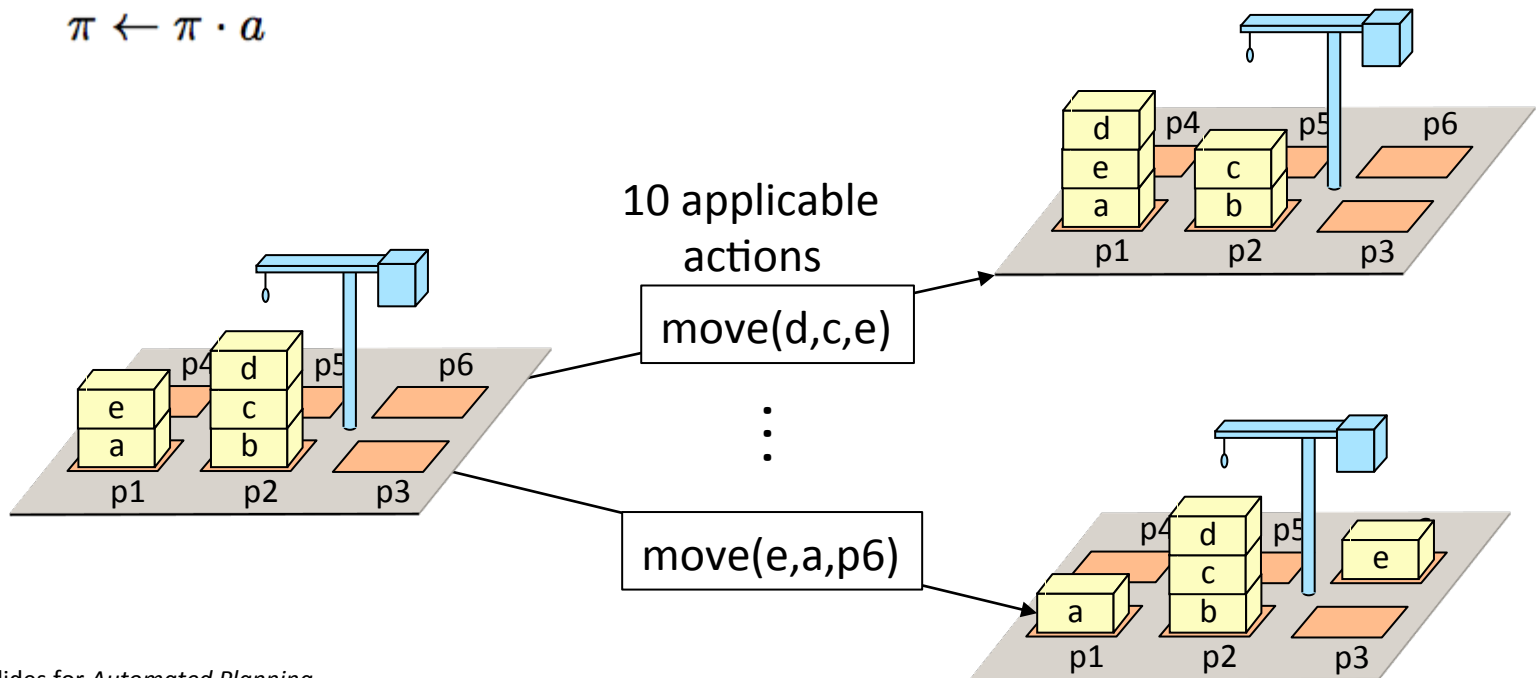 π ← π · a
d
e
a
c
b
p4
p5
p6
p1
p2
p3
10 applicable
actions
move(d,c,e)
e
a
d
c
b
p4
p5
p6
p1
p2
p3
move(e,a,p6)
a
d
c
b
e
p4
p5
p1
p2
p3
lides for Automated Planning